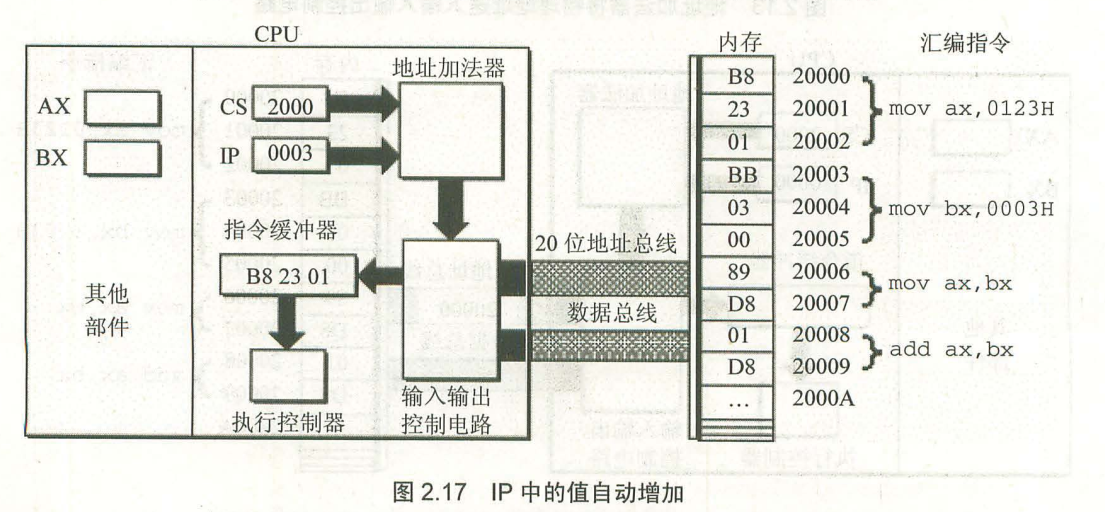 CPU
内存
汇编指令
地址加法器
AX
BX
CS 2000
IP 0003
指令缓冲器
B8 23 01
其他
部件
执行控制器
输入输出
控制电路
20 位地址总线
数据总线
B8 20000
23 20001
01 20002
mov ax,0123H
BB 20003
03 20004
00 20005
mov bx,0003H
89 20006
D8 20007
mov ax,bx
01 20008
D8 20009
add ax,bx
… 2000A
图 2.17 IP 中的值自动增加